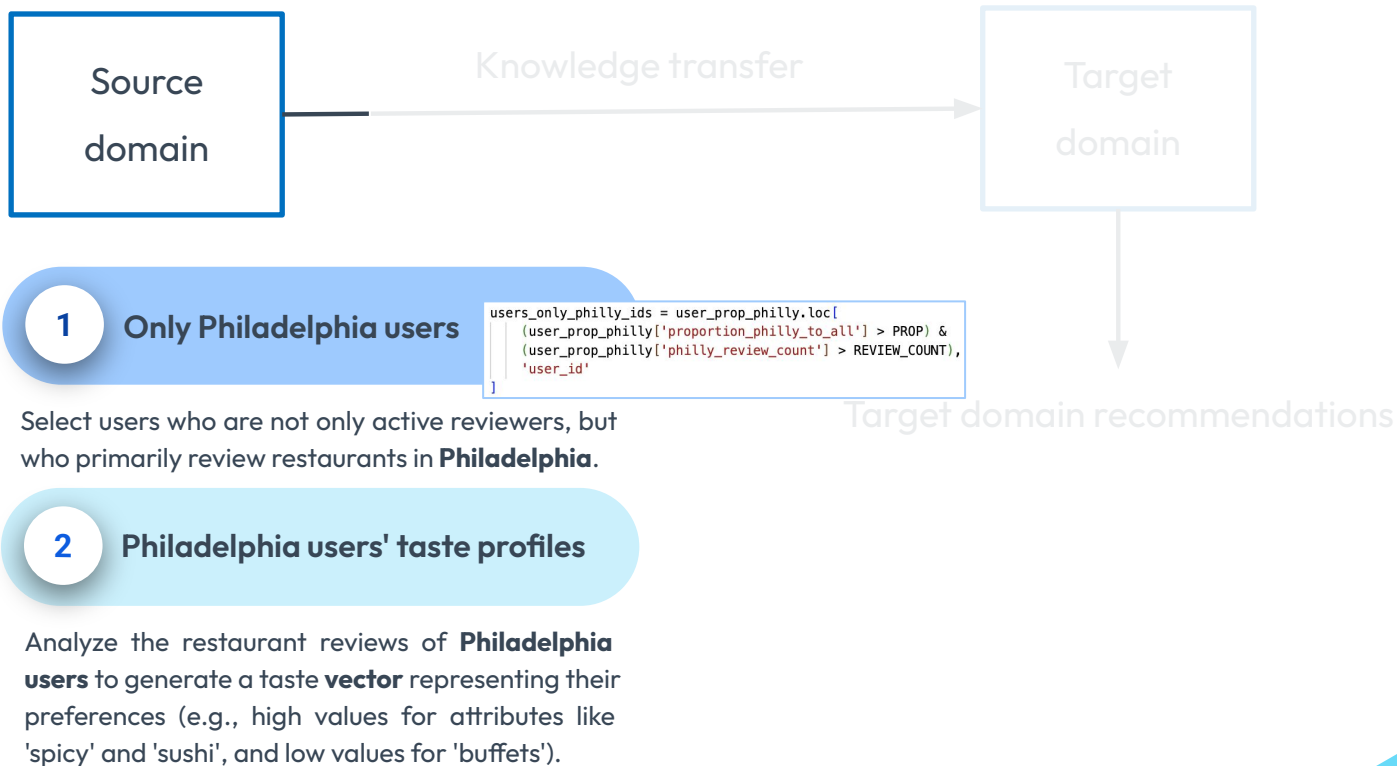 Source
domain
Knowledge transfer
Target
domain
1
Only Philadelphia users
users_only_philly_ids = user_prop_philly.loc[
(user_prop_philly['proportion_philly_to_all'] > PROP) &
(user_prop_philly['philly_review_count'] > REVIEW_COUNT),
'user_id'
]
Select users who are not only active reviewers, but
who primarily review restaurants in Philadelphia.
Target domain recommendations
2
Philadelphia users' taste profiles
Analyze the restaurant reviews of Philadelphia
users to generate a taste vector representing their
preferences (e.g., high values for attributes like
'spicy' and 'sushi', and low values for 'buffets').